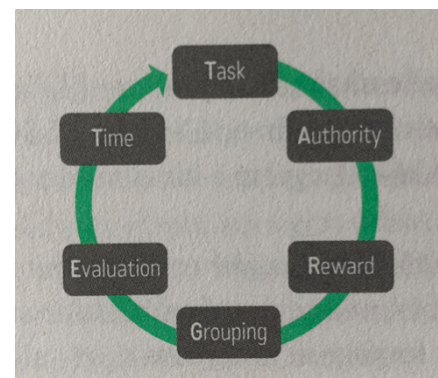 Task
Authority
Reward
Grouping
Evaluation
Time